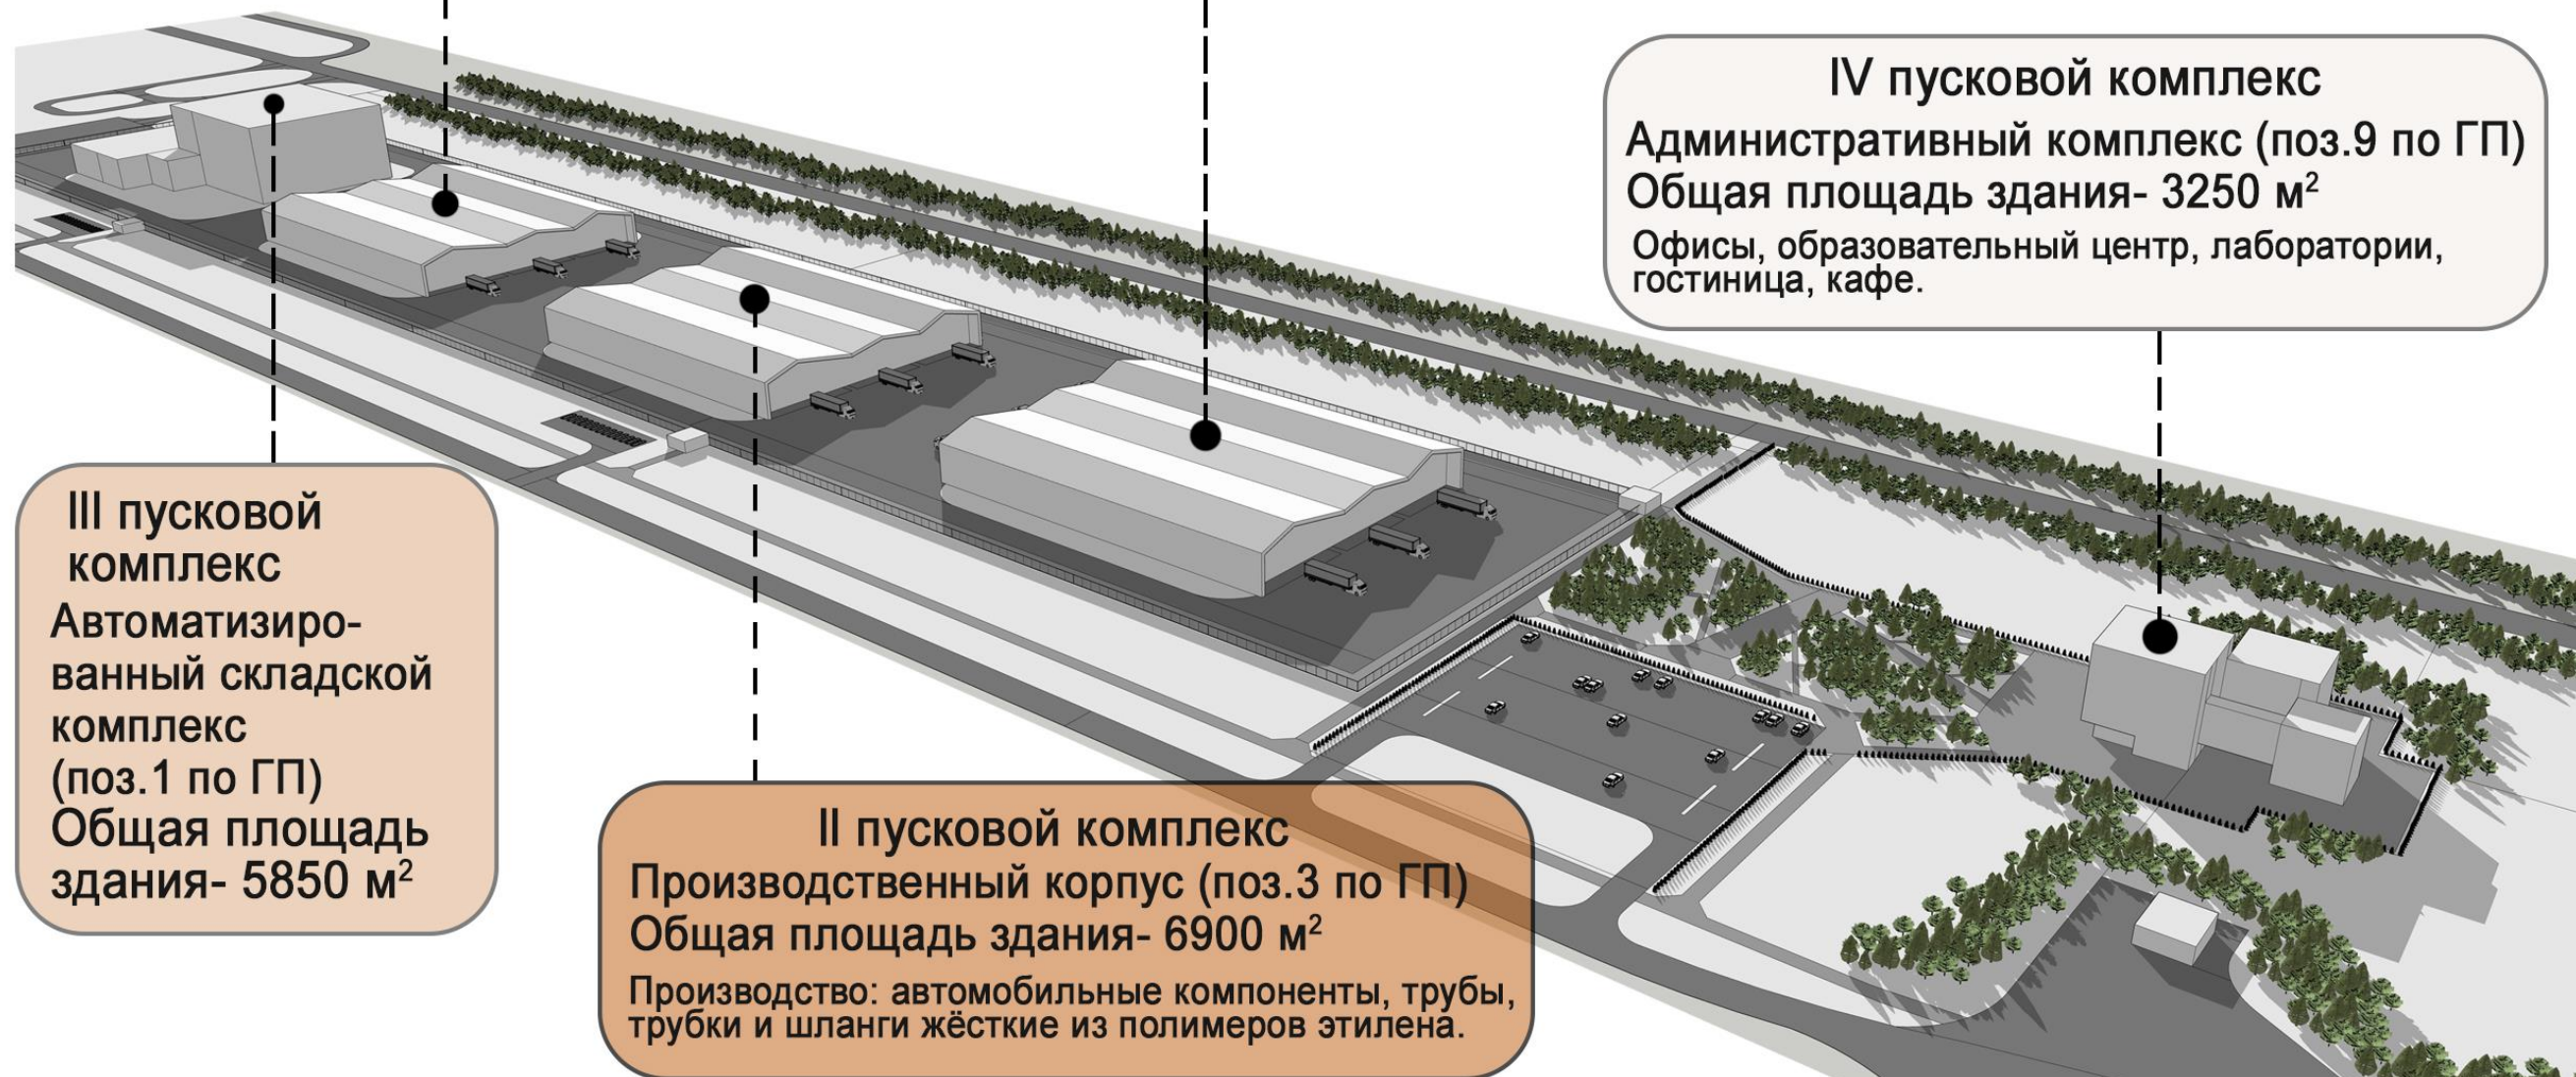 IV пусковой комплекс
Административный комплекс (поз.9 по ГП)
Общая площадь здания- 3250 м²
Офисы, образовательный центр, лаборатории,
гостиница, кафе.
III пусковой
комплекс
Автоматизиро-
ванный складской
комплекс
(поз.1 по ГП)
Общая площадь
здания- 5850 м²
II пусковой комплекс
Производственный корпус (поз.3 по ГП)
Общая площадь здания- 6900 м²
Производство: автомобильные компоненты, трубы,
трубки и шланги жёсткие из полимеров этилена.